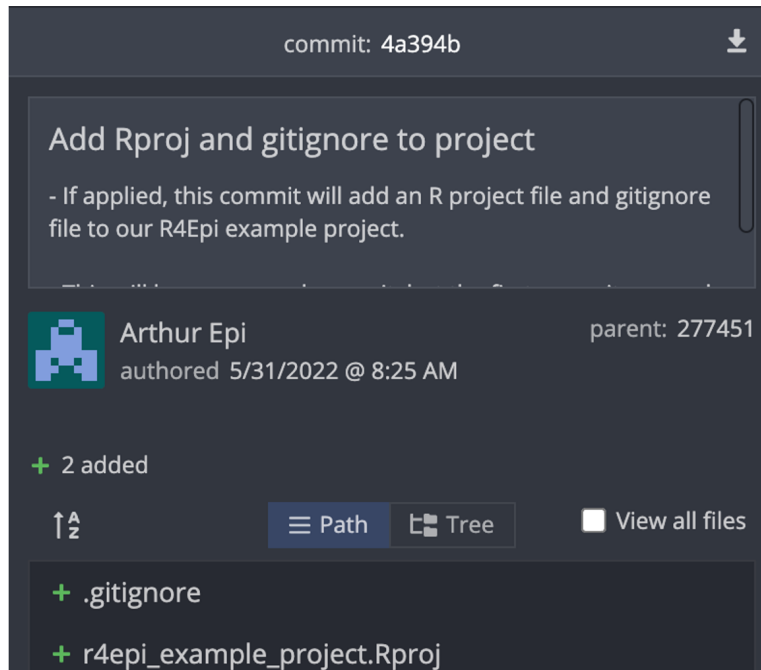 commit: 4a394b
Add Rproj and gitignore to project
- If applied, this commit will add an R project file and gitignore
file to our R4Epi example project.
Arthur Epi
parent: 277451
authored 5/31/2022 @ 8:25 AM
+ 2 added
A
Z
Path
Tree
View all files
+ .gitignore
+ r4epi_example_project.Rproj